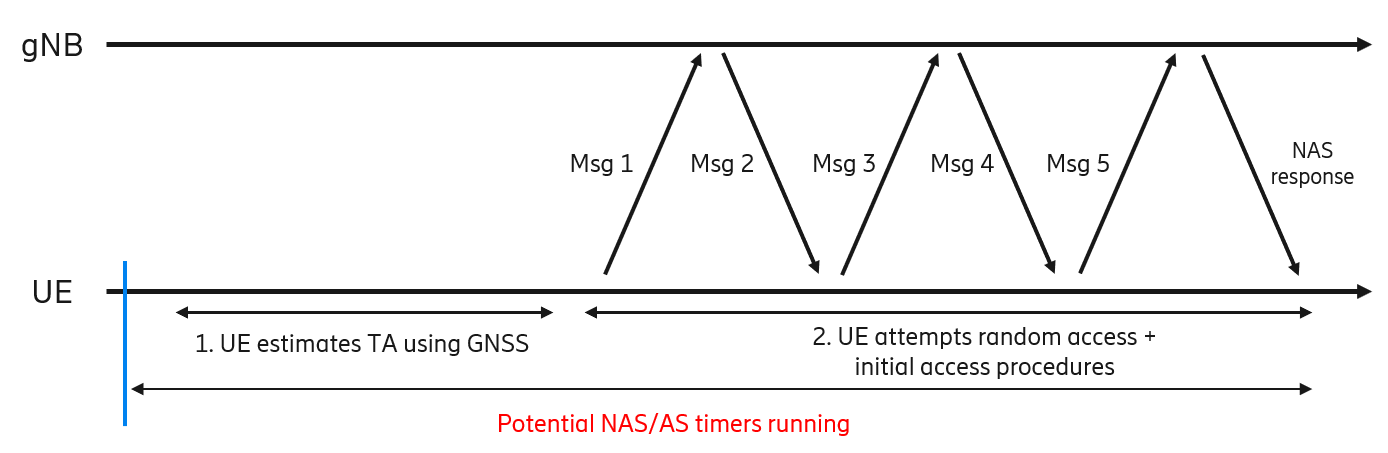 gNB
Msg 1
Msg 2
Msg 3
Msg 4
Msg 5
NAS
response
UE
1. UE estimates TA using GNSS
2. UE attempts random access +
initial access procedures
Potential NAS/AS timers running